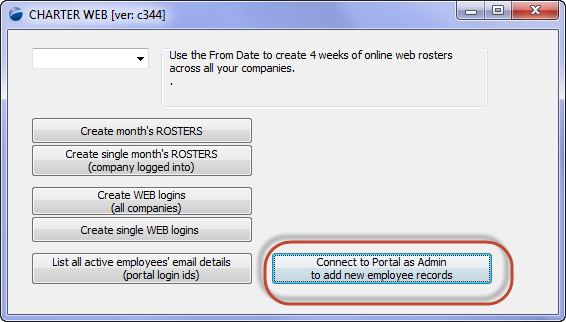 CHARTER WEB [ver: c344]
Use the From Date to create 4 weeks of online web rosters
across all your companies.
.
Create month's ROSTERS
Create single month's ROSTERS
(company logged into)
Create WEB logins
(all companies)
Create single WEB logins
List all active employees' email details
(portal login ids)
Connect to Portal as Admin
to add new employee records